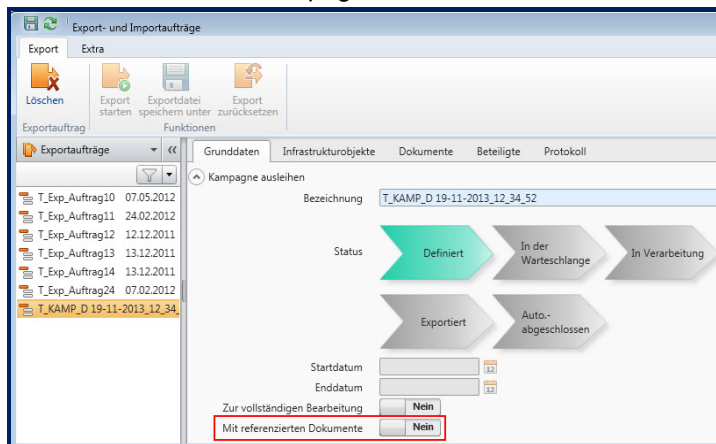 Export- und Importaufträge
Export Extra
Löschen
Export starten
Exportdatei speichern unter
Export zurücksetzen
Exportauftrag Funktionen
Exportaufträge
T_Exp_Auftrag10 07.05.2012
T_Exp_Auftrag11 24.02.2012
T_Exp_Auftrag12 12.12.2011
T_Exp_Auftrag13 13.12.2011
T_Exp_Auftrag14 13.12.2011
T_Exp_Auftrag24 07.02.2012
T_KAMP_D 19-11-2013_12_34_
Grunddaten Infrastrukturobjekte Dokumente Beteiligte Protokoll
Kampagne ausleihen
Bezeichnung T_KAMP_D 19-11-2013_12_34_52
Status
Definiert
In der
Warteschlange
In Verarbeitung
Exportiert
Auto.-
abgeschlossen
Startdatum 12
Enddatum 12
Zur vollständigen Bearbeitung Nein
Mit referenzierten Dokumente Nein